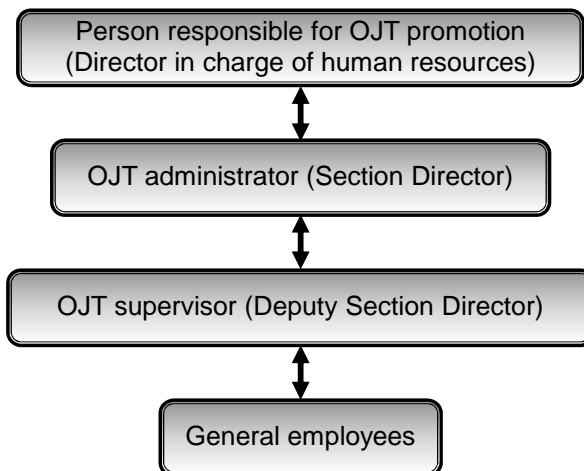 Person responsible for OJT promotion
(Director in charge of human resources)
OJT administrator (Section Director)
OJT supervisor (Deputy Section Director)
General employees